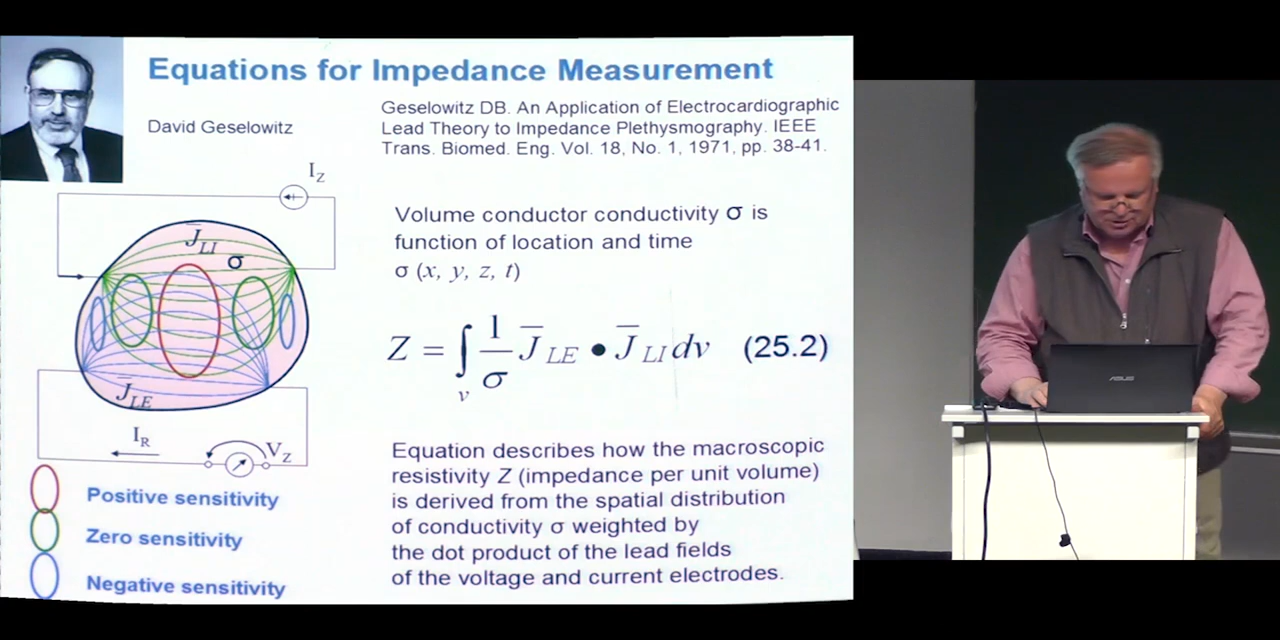 Equations for Impedance Measurement
David Geselowitz
Geselowitz DB. An Application of Electrocardiographic
Lead Theory to Impedance Plethysmography. IEEE
Trans. Biomed. Eng. Vol. 18, No. 1, 1971, pp. 38-41.
I_Z
J̅_LI
σ
J̅_LE
I_R
V_Z
Positive sensitivity
Zero sensitivity
Negative sensitivity
Volume conductor conductivity σ is
function of location and time
σ (x, y, z, t)
Z = ∫_v 1/σ J̅_LE • J̅_LI dv (25.2)
Equation describes how the macroscopic
resistivity Z (impedance per unit volume)
is derived from the spatial distribution
of conductivity σ weighted by
the dot product of the lead fields
of the voltage and current electrodes.
ASUS